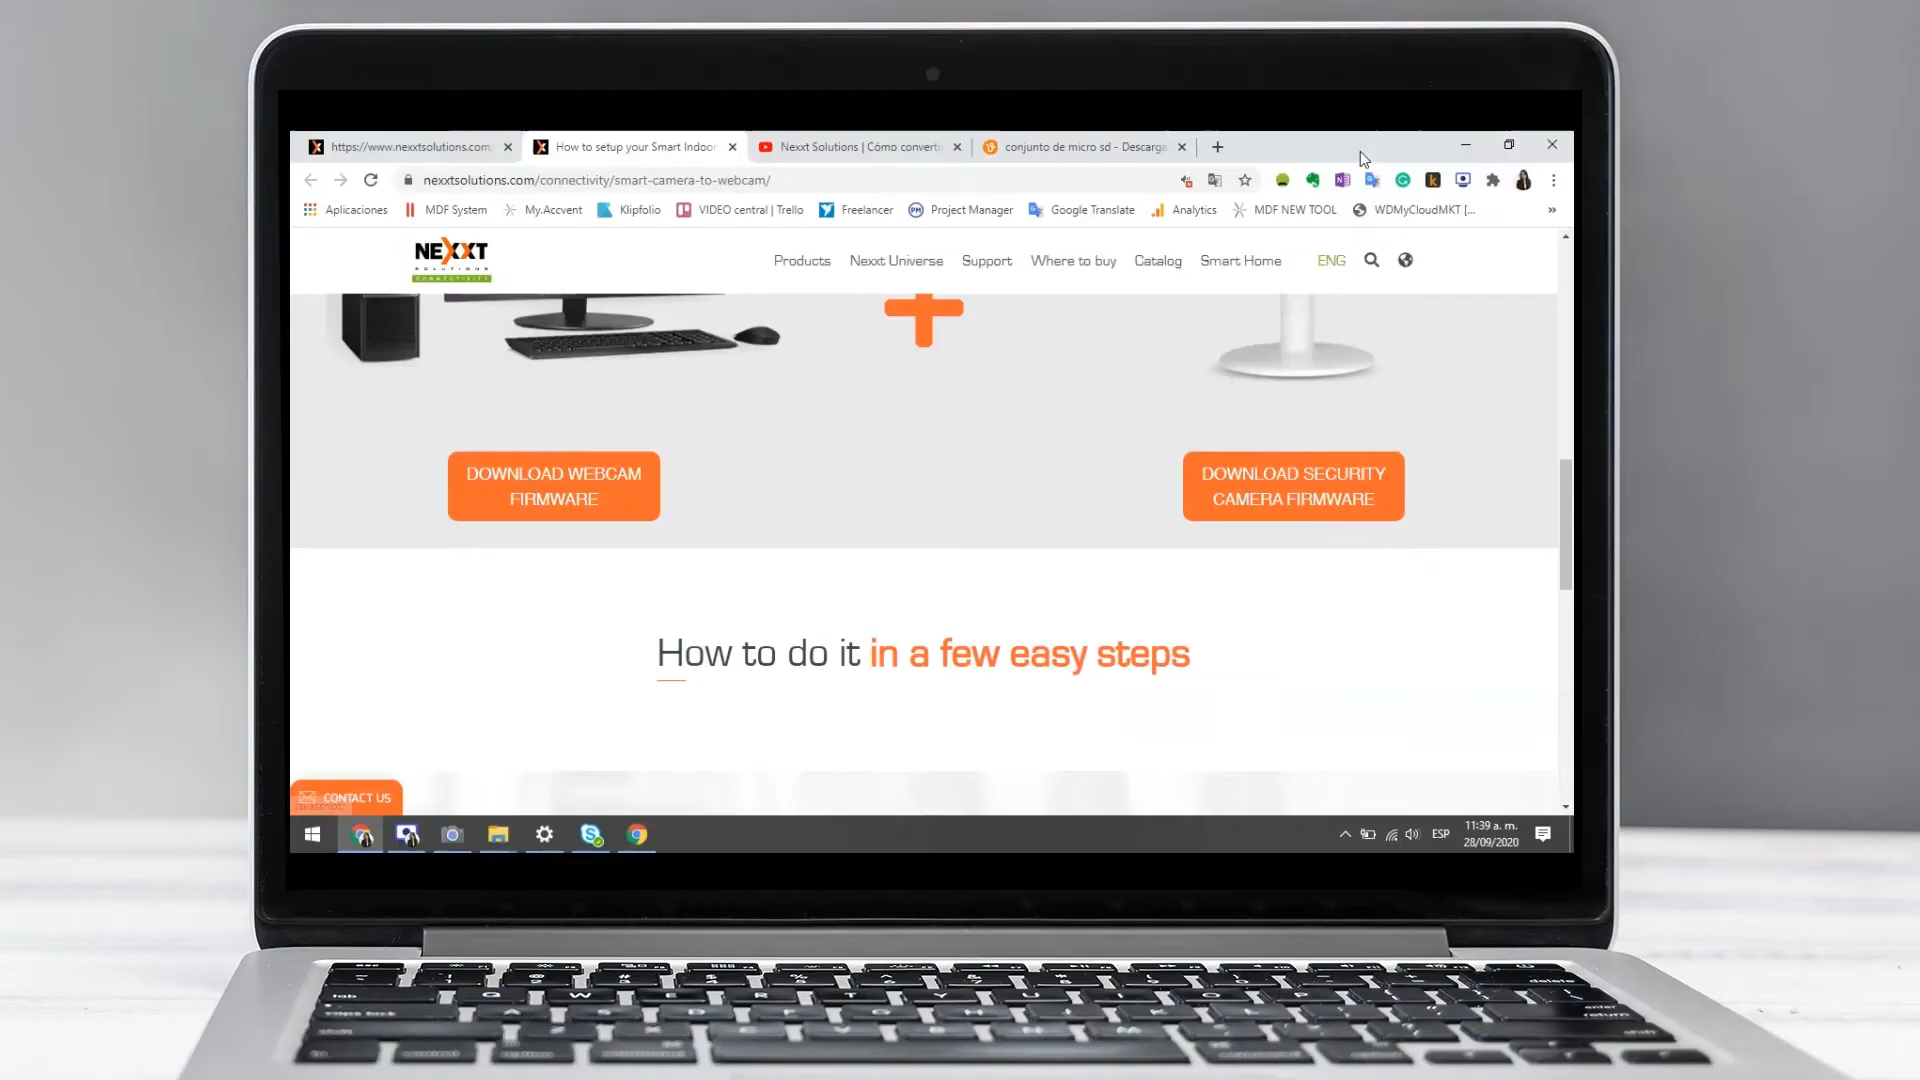 https://www.nexxtsolutions.com
How to setup your Smart Indoor
Nexxt Solutions | Cómo converti
conjunto de micro sd - Descarga
nexxtsolutions.com/connectivity/smart-camera-to-webcam/
Aplicaciones
MDF System
My.Accvent
Klipfolio
VIDEO central | Trello
Freelancer
Project Manager
Google Translate
Analytics
MDF NEW TOOL
WDMyCloudMKT [...
NEXXT
SOLUTIONS
CONNECTIVITY
Products
Nexxt Universe
Support
Where to buy
Catalog
Smart Home
ENG
DOWNLOAD WEBCAM
FIRMWARE
DOWNLOAD SECURITY
CAMERA FIRMWARE
How to do it in a few easy steps
CONTACT US
ESP
11:39 a. m.
28/09/2020